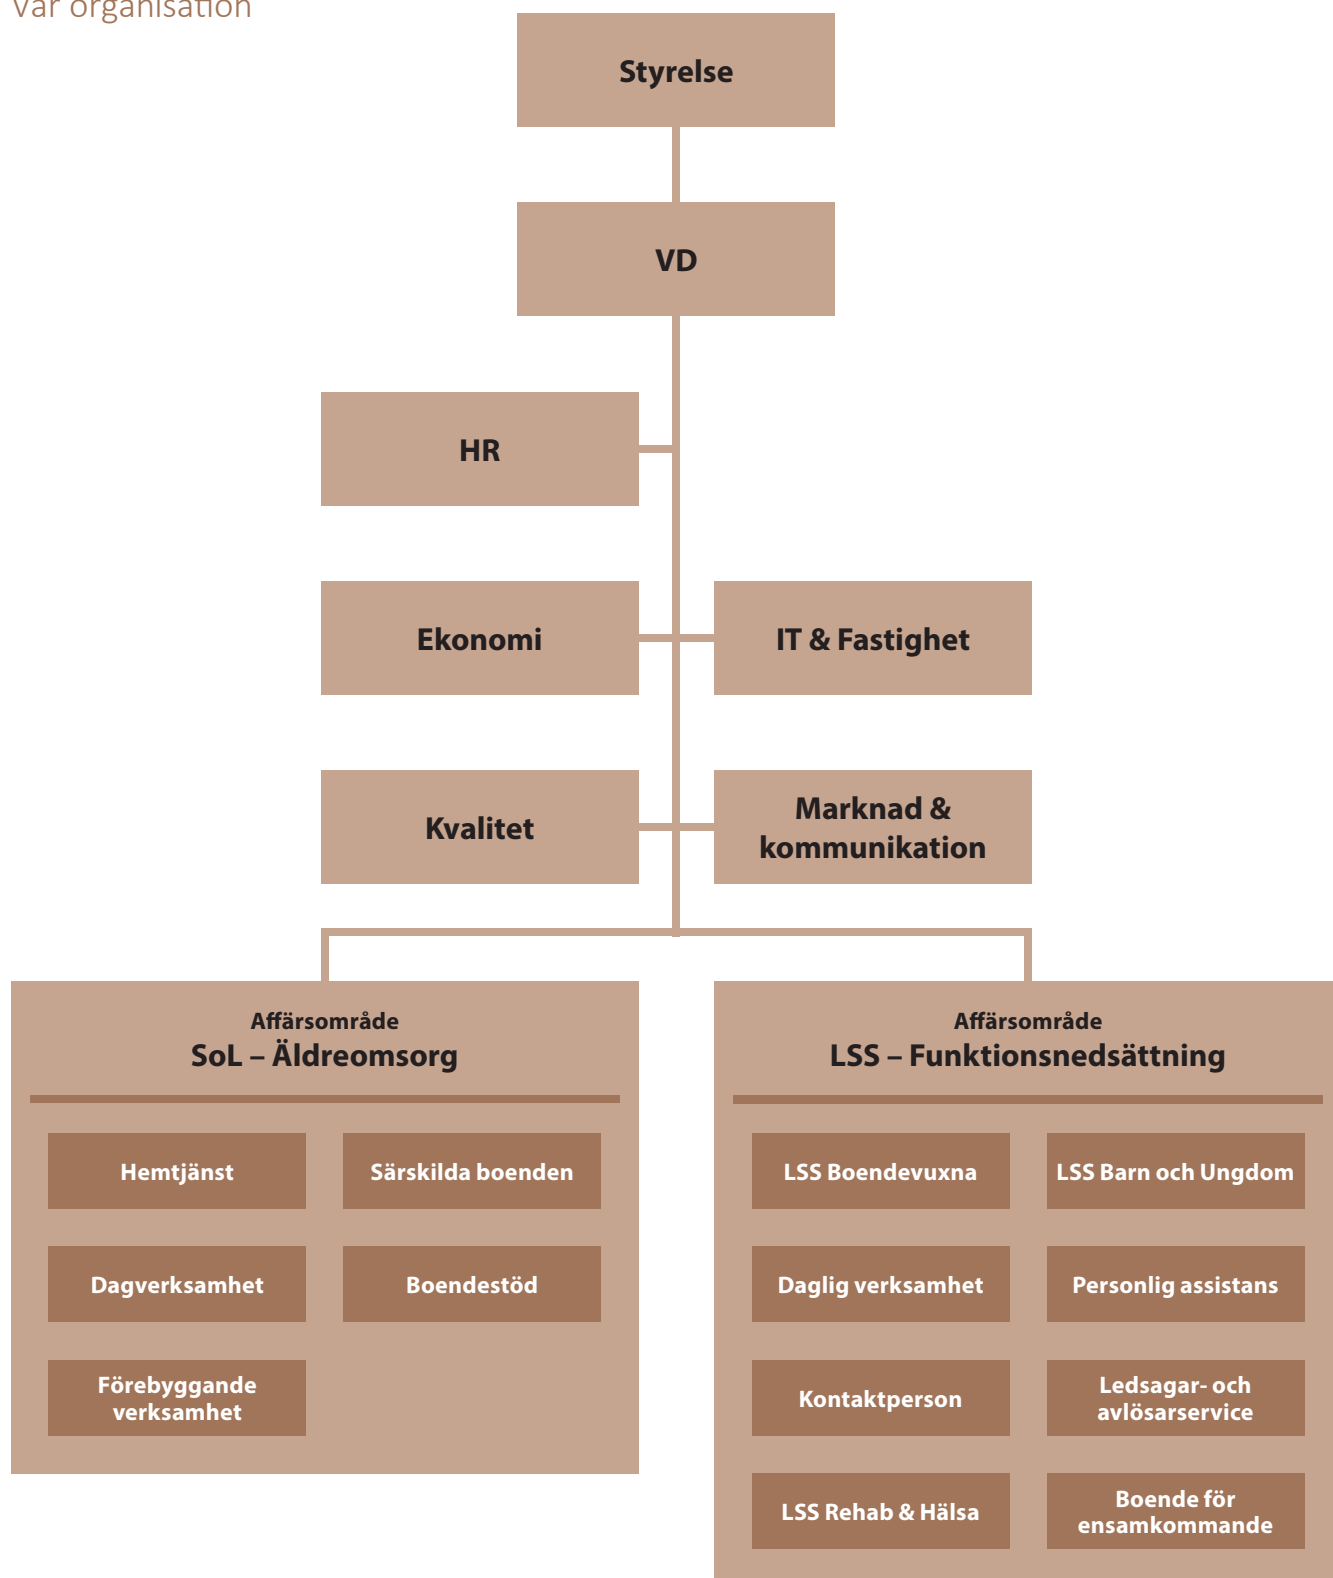 Vår organisation
Styrelse
VD
HR
Ekonomi
IT & Fastighet
Kvalitet
Marknad &
kommunikation
Affärsområde
SoL – Äldreomsorg
Hemtjänst
Särskilda boenden
Dagverksamhet
Boendestöd
Förebyggande
verksamhet
Affärsområde
LSS – Funktionsnedsättning
LSS Boendevuxna
LSS Barn och Ungdom
Daglig verksamhet
Personlig assistans
Kontaktperson
Ledsagar- och
avlösarservice
LSS Rehab & Hälsa
Boende för
ensamkommande